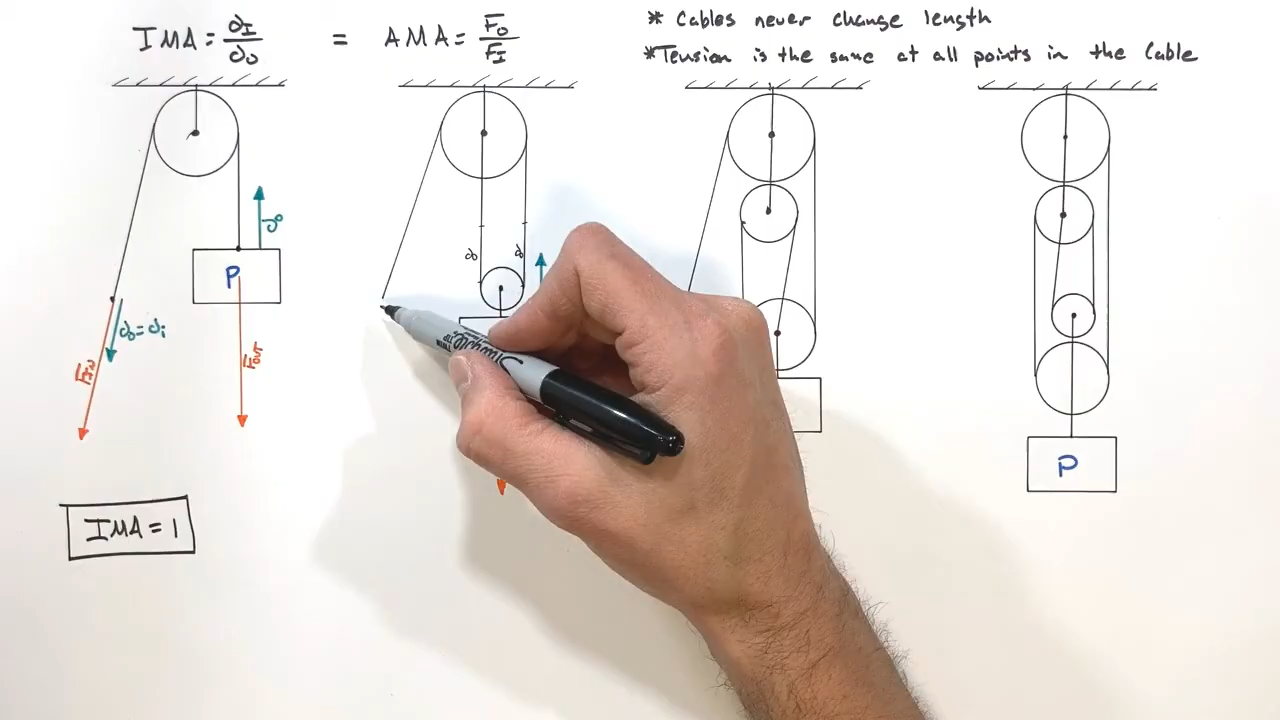 IMA = dI/dO = AMA = FO/FI
* Cables never change length
*Tension is the same at all points in the Cable
do
P
do = di
FIN
FOUT
do
do
P
IMA = 1
Sharpie